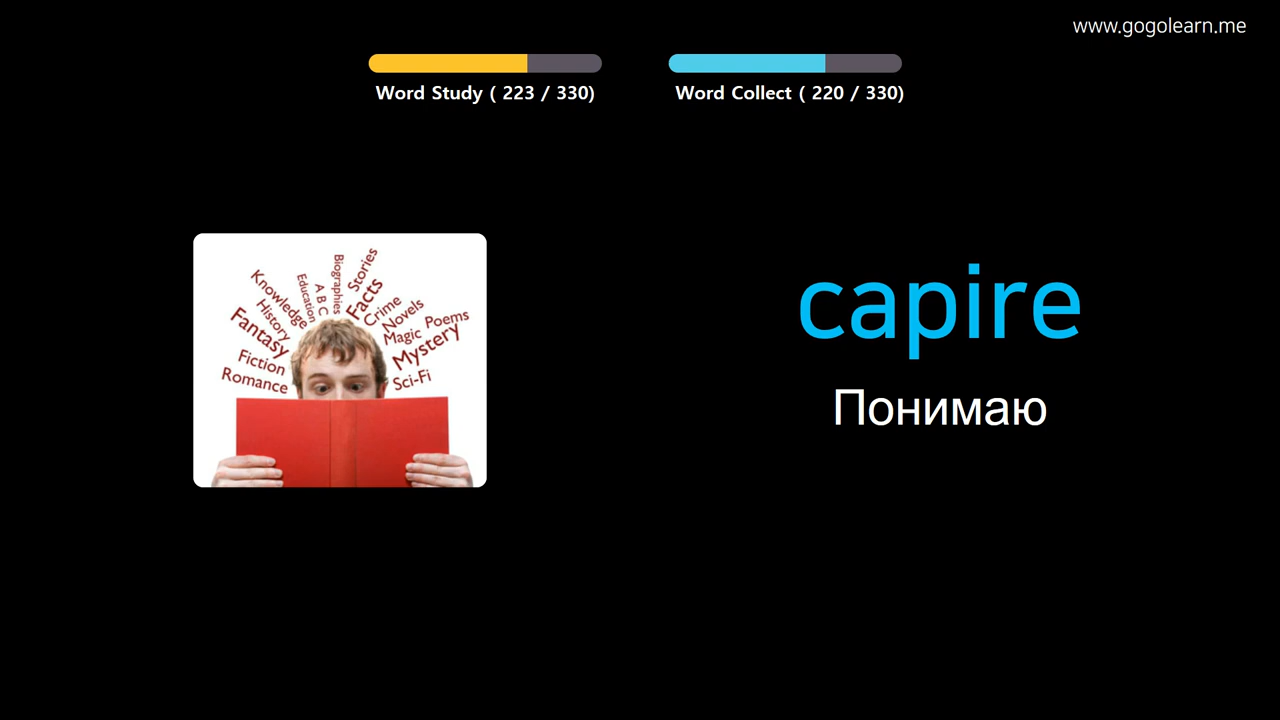 www.gogolearn.me
Word Study ( 223 / 330)
Word Collect ( 220 / 330)
Stories
Biographies
Facts
A B C
Education
Knowledge
Crime
History
Novels
Fantasy
Poems
Magic
Mystery
Fiction
Sci-Fi
Romance
capire
Понимаю